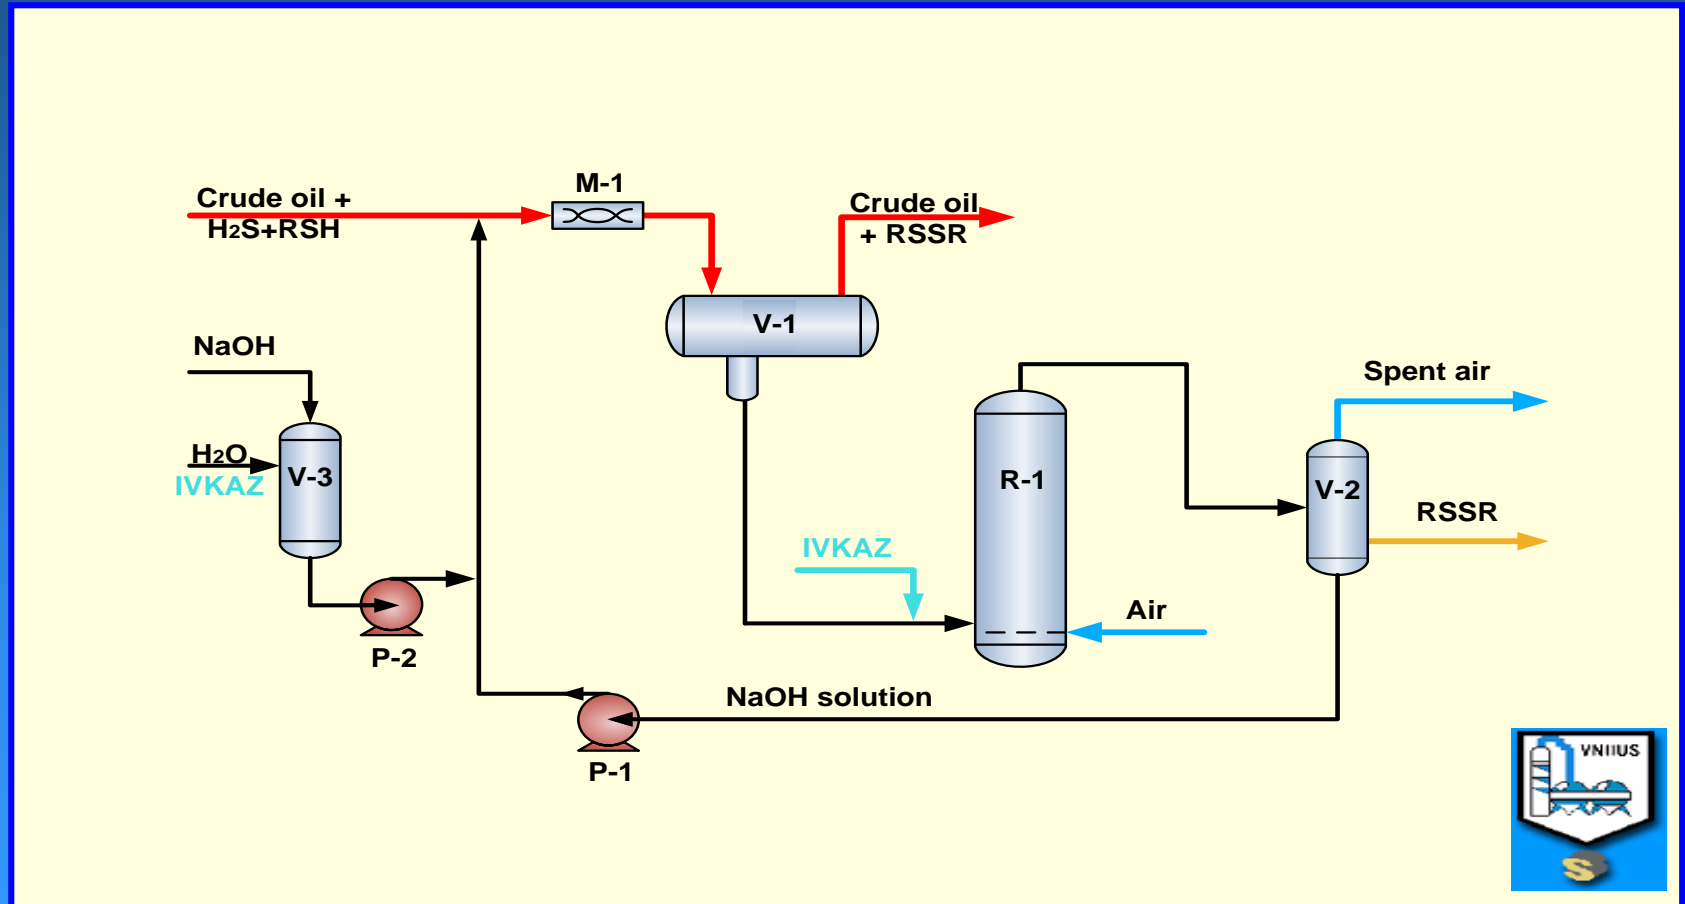 M-1
Crude oil +
H2S+RSH
Crude oil
+ RSSR
V-1
NaOH
Spent air
H2O
IVKAZ
V-3
R-1
V-2
RSSR
IVKAZ
Air
P-2
NaOH solution
P-1
VNIIUS
S